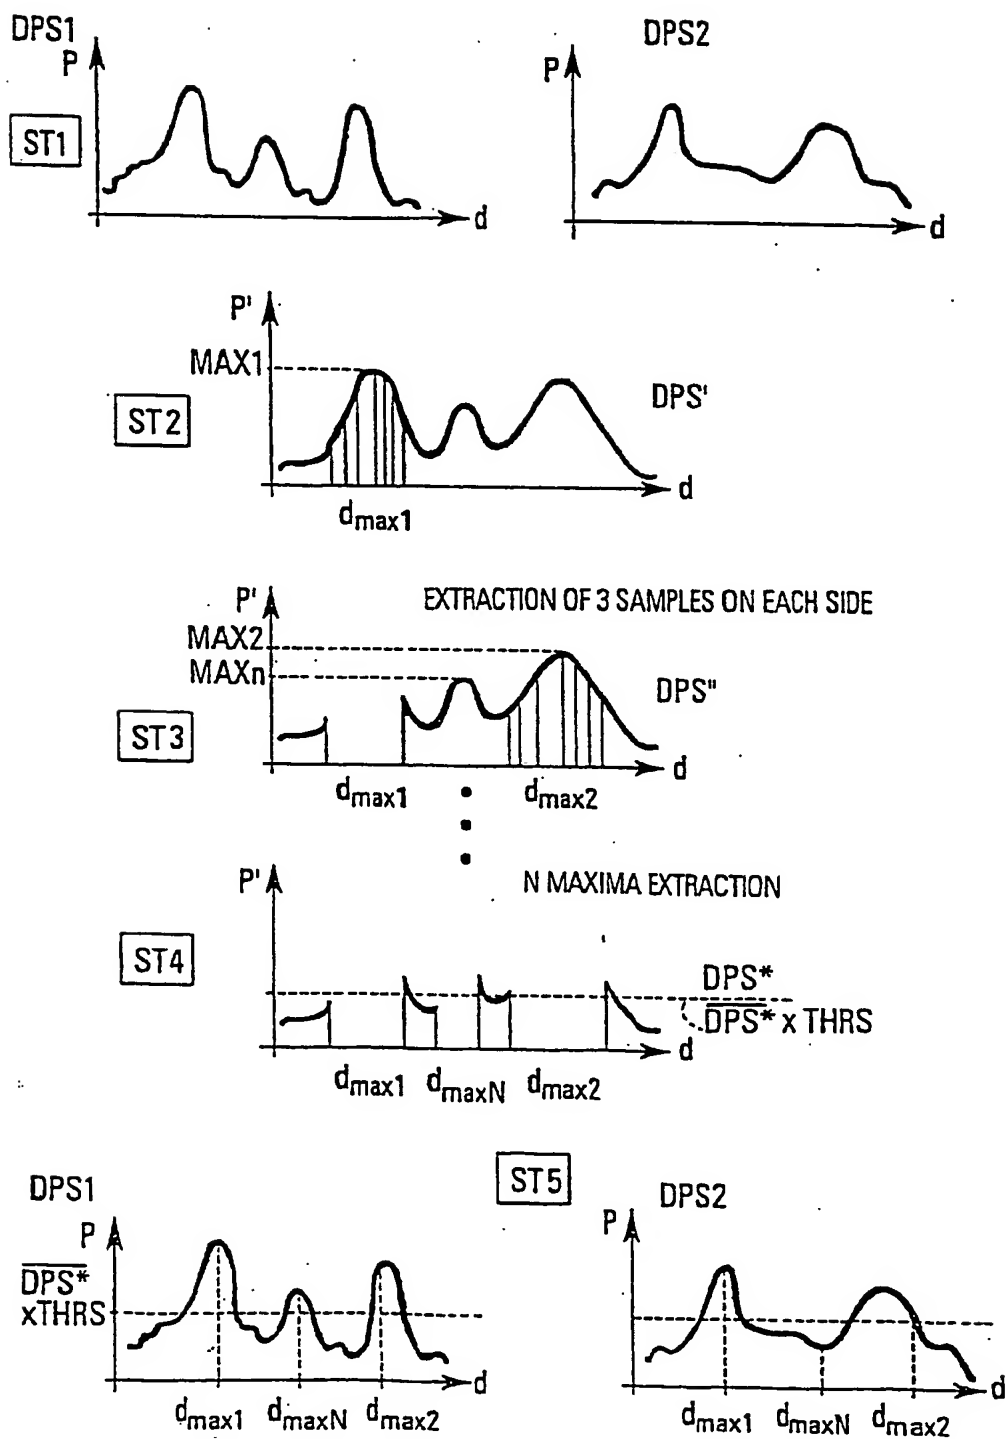 DPS1
P
ST1
d
DPS2
P
d
P'
MAX1
ST2
DPS'
d
dmax1
P'
EXTRACTION OF 3 SAMPLES ON EACH SIDE
MAX2
MAXn
DPS"
ST3
d
dmax1
dmax2
P'
N MAXIMA EXTRACTION
ST4
DPS*
DPS* x THRS
d
dmax1 dmaxN dmax2
DPS1
P
DPS*
xTHRS
d
dmax1 dmaxN dmax2
ST5
DPS2
P
d
dmax1 dmaxN dmax2